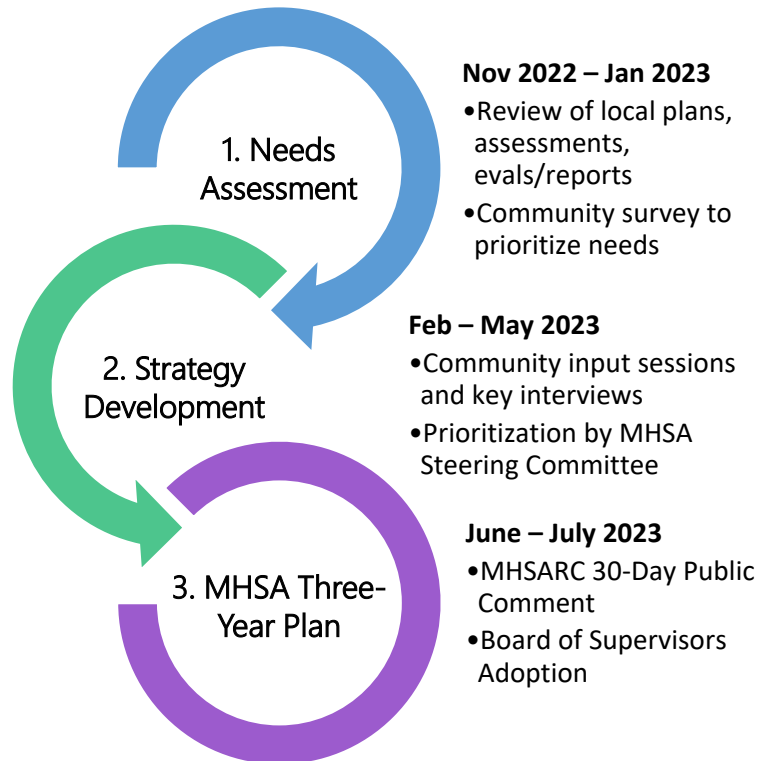 1. Needs
Assessment
Nov 2022 – Jan 2023
•Review of local plans,
assessments,
evals/reports
•Community survey to
prioritize needs
2. Strategy
Development
Feb – May 2023
•Community input sessions
and key interviews
•Prioritization by MHSA
Steering Committee
3. MHSA Three-
Year Plan
June – July 2023
•MHSARC 30-Day Public
Comment
•Board of Supervisors
Adoption